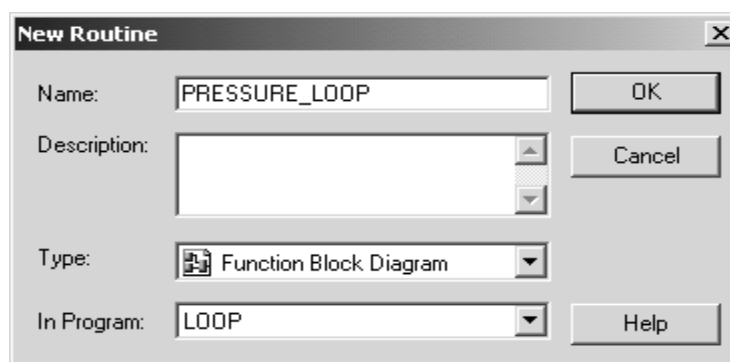 New Routine
Name: PRESSURE_LOOP OK
Description: Cancel
Type: Function Block Diagram
In Program: LOOP Help